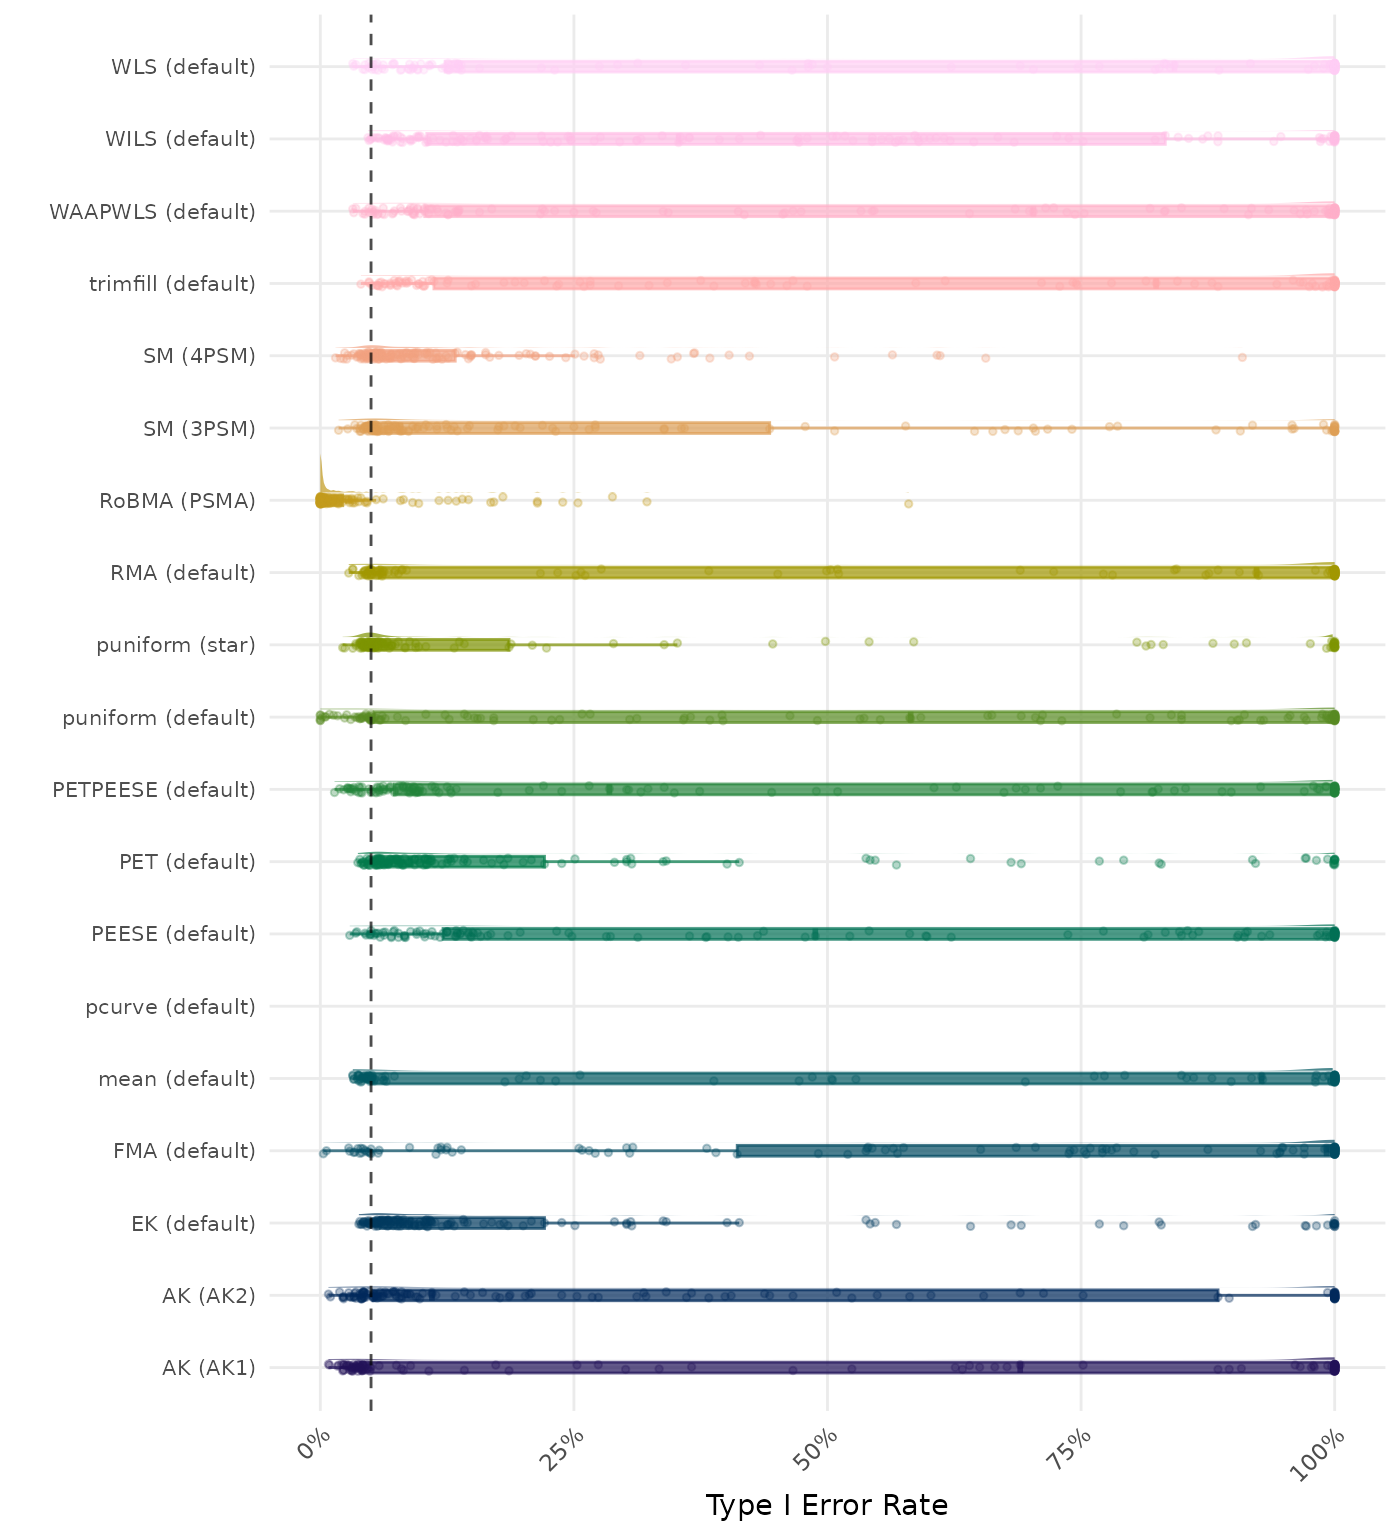 WLS (default)
WILS (default)
WAAPWLS (default)
trimfill (default)
SM (4PSM)
SM (3PSM)
RoBMA (PSMA)
RMA (default)
puniform (star)
puniform (default)
PETPEESE (default)
PET (default)
PEESE (default)
pcurve (default)
mean (default)
FMA (default)
EK (default)
AK (AK2)
AK (AK1)
0%
25%
50%
75%
100%
Type I Error Rate